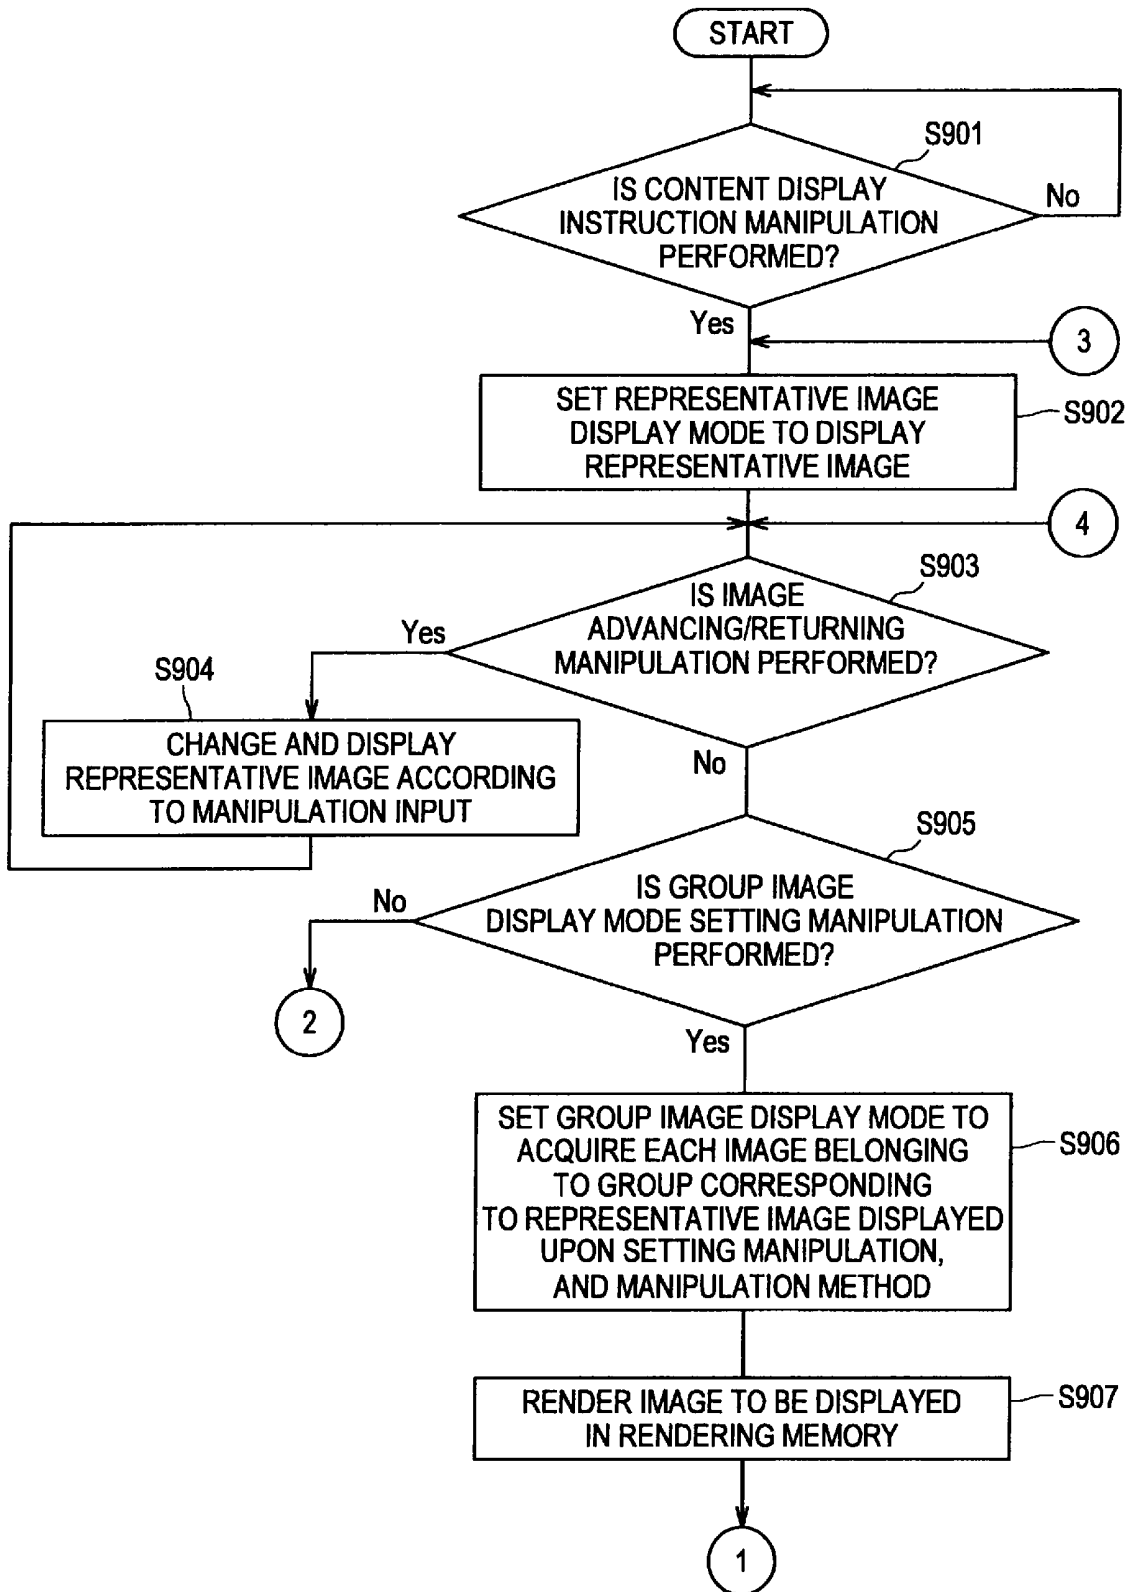 START
S901
IS CONTENT DISPLAY
INSTRUCTION MANIPULATION
PERFORMED?
No
Yes
3
SET REPRESENTATIVE IMAGE
DISPLAY MODE TO DISPLAY
REPRESENTATIVE IMAGE
S902
4
S903
IS IMAGE
ADVANCING/RETURNING
MANIPULATION PERFORMED?
Yes
S904
CHANGE AND DISPLAY
REPRESENTATIVE IMAGE ACCORDING
TO MANIPULATION INPUT
No
S905
IS GROUP IMAGE
DISPLAY MODE SETTING MANIPULATION
PERFORMED?
No
2
Yes
SET GROUP IMAGE DISPLAY MODE TO
ACQUIRE EACH IMAGE BELONGING
TO GROUP CORRESPONDING
TO REPRESENTATIVE IMAGE DISPLAYED
UPON SETTING MANIPULATION,
AND MANIPULATION METHOD
S906
RENDER IMAGE TO BE DISPLAYED
IN RENDERING MEMORY
S907
1